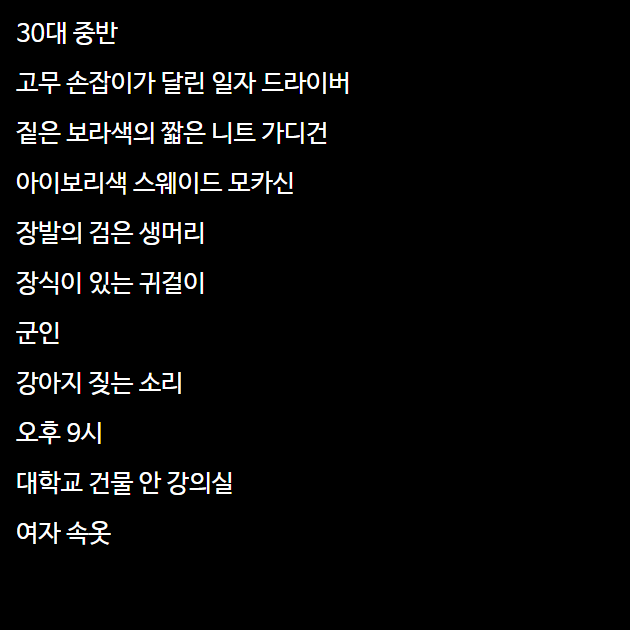 30대 중반
고무 손잡이가 달린 일자 드라이버
짙은 보라색의 짧은 니트 가디건
아이보리색 스웨이드 모카신
장발의 검은 생머리
장식이 있는 귀걸이
군인
강아지 짖는 소리
오후 9시
대학교 건물 안 강의실
여자 속옷